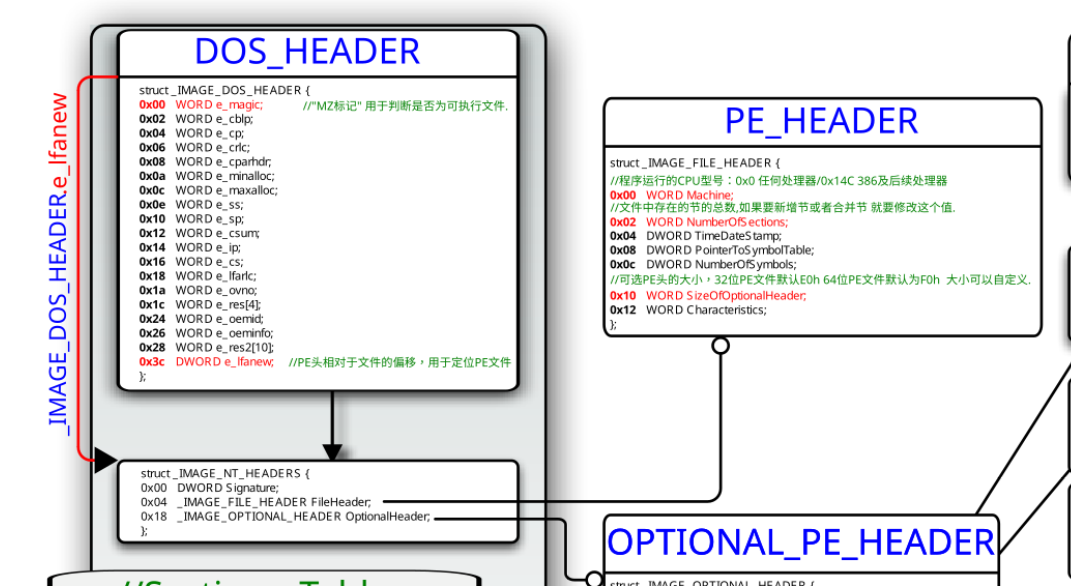 DOS_HEADER
struct _IMAGE_DOS_HEADER {
0x00 WORD e_magic; //"MZ标记" 用于判断是否为可执行文件.
0x02 WORD e_cblp;
0x04 WORD e_cp;
0x06 WORD e_crlc;
0x08 WORD e_cparhdr;
0x0a WORD e_minalloc;
0x0c WORD e_maxalloc;
0x0e WORD e_ss;
0x10 WORD e_sp;
0x12 WORD e_csum;
0x14 WORD e_ip;
0x16 WORD e_cs;
0x18 WORD e_lfarlc;
0x1a WORD e_ovno;
0x1c WORD e_res[4];
0x24 WORD e_oemid;
0x26 WORD e_oeminfo;
0x28 WORD e_res2[10];
0x3c DWORD e_lfanew; //PE头相对于文件的偏移，用于定位PE文件
};
_IMAGE_DOS_HEADER.e_lfanew
struct _IMAGE_NT_HEADERS {
0x00 DWORD Signature;
0x04 _IMAGE_FILE_HEADER FileHeader;
0x18 _IMAGE_OPTIONAL_HEADER OptionalHeader;
};
PE_HEADER
struct _IMAGE_FILE_HEADER {
//程序运行的CPU型号：0x0 任何处理器/0x14C 386及后续处理器
0x00 WORD Machine;
//文件中存在的节的总数,如果要新增节或者合并节 就要修改这个值.
0x02 WORD NumberOfSections;
0x04 DWORD TimeDateStamp;
0x08 DWORD PointerToSymbolTable;
0x0c DWORD NumberOfSymbols;
//可选PE头的大小，32位PE文件默认E0h 64位PE文件默认为F0h 大小可以自定义.
0x10 WORD SizeOfOptionalHeader;
0x12 WORD Characteristics;
};
OPTIONAL_PE_HEADER
struct _IMAGE_OPTIONAL_HEADER {